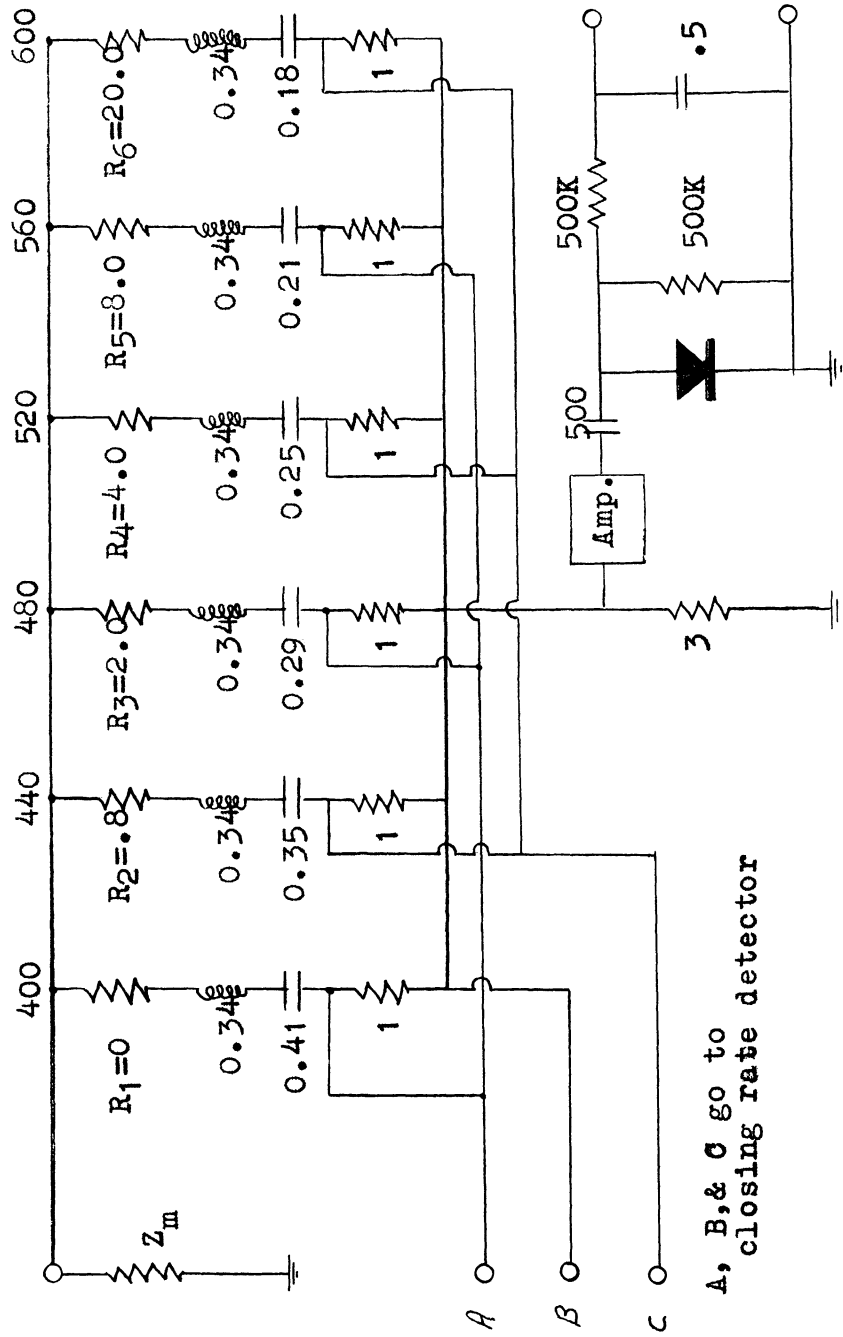 400
440
480
520
560
600
R1=0
R2=.8
R3=2.0
R4=4.0
R5=8.0
R6=20.0
Zm
0.34
0.34
0.34
0.34
0.34
0.34
0.41
0.35
0.29
0.25
0.21
0.18
1
1
1
1
1
1
A
B
C
3
Amp.
500
500K
500K
.5
A, B,& C go to
closing rate detector